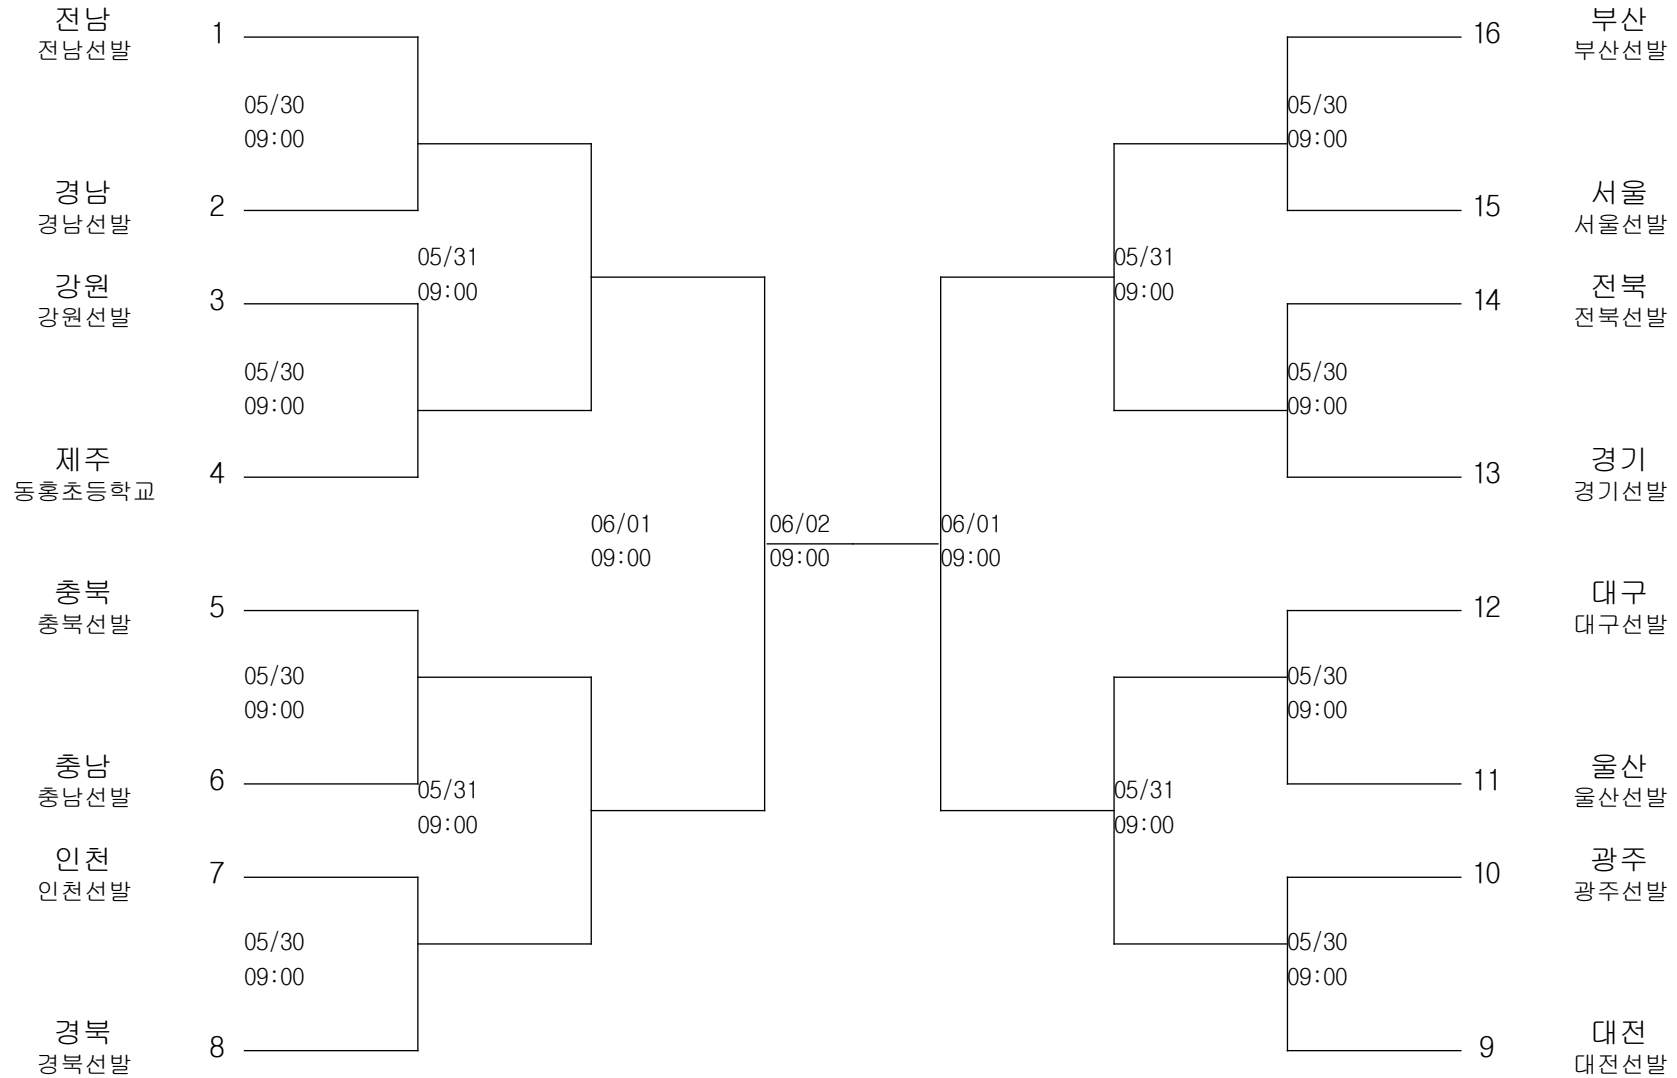 전남
전남선발
1
05/30
09:00
경남
경남선발
2
05/31
09:00
강원
강원선발
3
05/30
09:00
제주
동홍초등학교
4
06/01
09:00
충북
충북선발
5
05/30
09:00
충남
충남선발
6
05/31
09:00
인천
인천선발
7
05/30
09:00
경북
경북선발
8
06/02
09:00
16
부산
부산선발
05/30
09:00
15
서울
서울선발
05/31
09:00
14
전북
전북선발
05/30
09:00
13
경기
경기선발
06/01
09:00
12
대구
대구선발
05/30
09:00
11
울산
울산선발
05/31
09:00
10
광주
광주선발
05/30
09:00
9
대전
대전선발